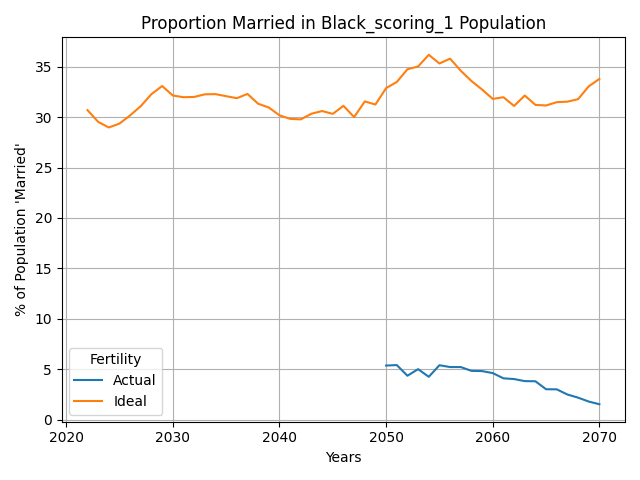 Proportion Married in Black_scoring_1 Population
% of Population 'Married'
35
30
25
20
15
10
5
0
Fertility
Actual
Ideal
2020 2030 2040 2050 2060 2070
Years